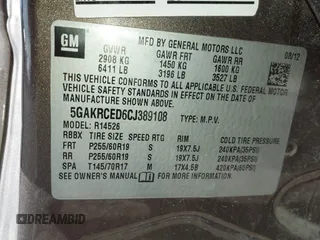 GM
MFD BY GENERAL MOTORS LLC
08/12
GVWR GAWR FRT GAWR RR
2908 KG 1450 KG 1600 KG
6411 LB 3196 LB 3527 LB
THIS VEHICLE CONFORMS TO ALL APPLICABLE U.S. FEDERAL
MOTOR VEHICLE SAFETY
STANDARDS IN EFFECT ON THE DATE OF
MANUFACTURE SHOWN ABOVE.
5GAKRCED6CJ389108
TYPE: M.P.V.
MODEL: R14526
RBBX TIRE SIZE SPEED RTG RIM COLD TIRE PRESSURE
FRT P255/60R19 S 19X7.5J 240KPA(35PSI)
RR P255/60R19 S 19X7.5J 240KPA(35PSI)
SPA T145/70R17 M 17X4.5B 420KPA(60PSI)
SEE OWNER'S MANUAL
DREAMBID